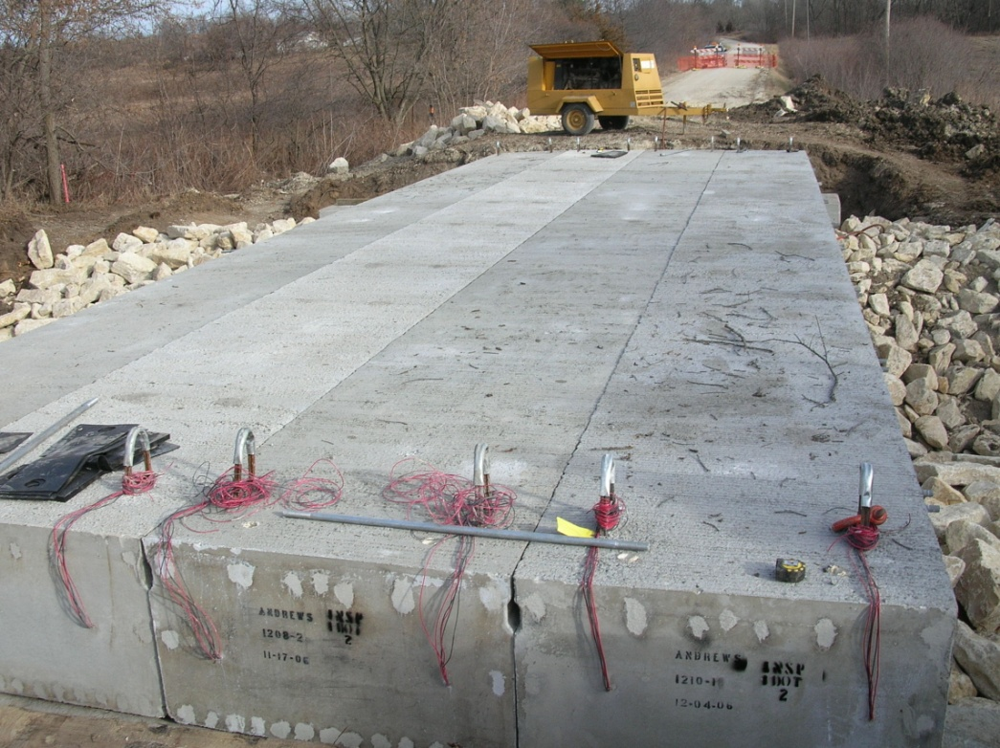 ANDREWS
1208-2
11-17-06
INSP
IDOT
2
ANDREWS
1210-1
12-04-06
INSP
IDOT
2